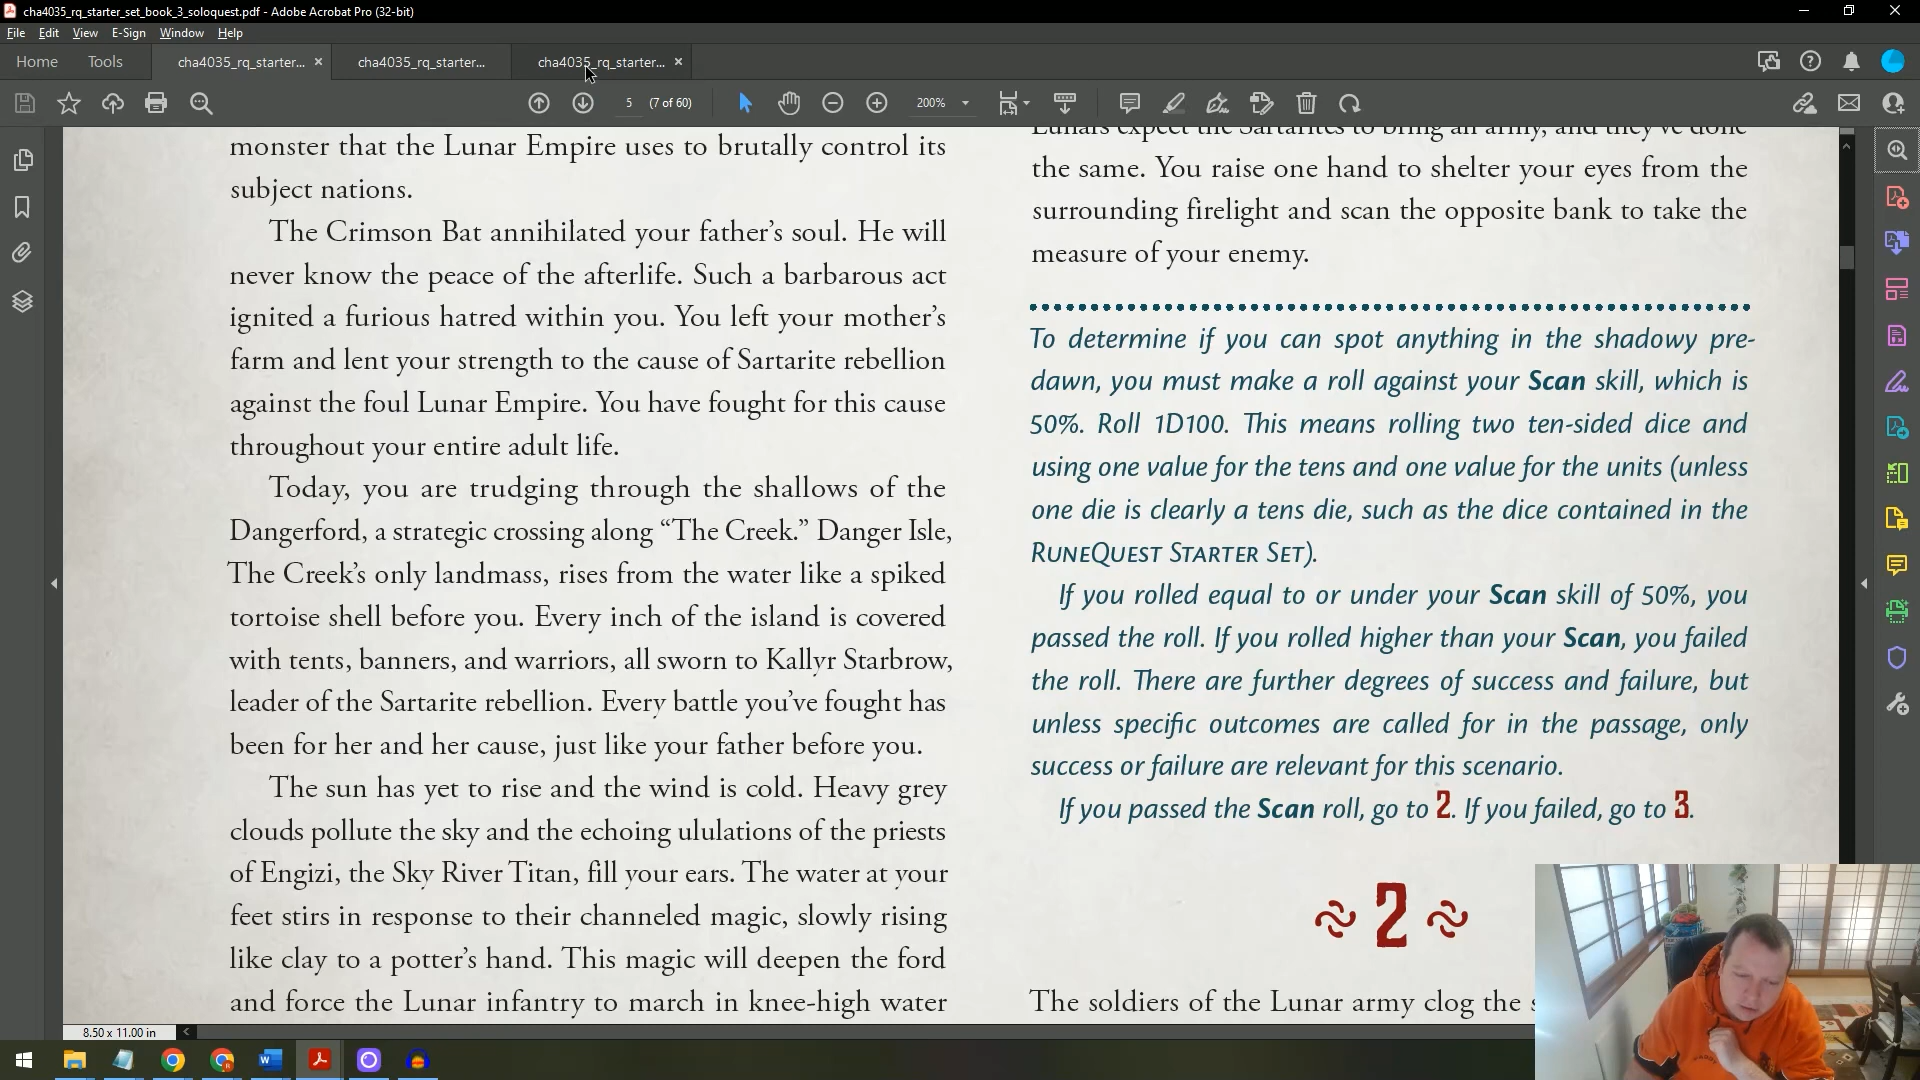 cha4035_rq_starter_set_book_3_soloquest.pdf - Adobe Acrobat Pro (32-bit)
File Edit View E-Sign Window Help
Home Tools cha4035_rq_starter... cha4035_rq_starter... cha4035_rq_starter...
5 (7 of 60) 200%
monster that the Lunar Empire uses to brutally control its
subject nations.
The Crimson Bat annihilated your father’s soul. He will
never know the peace of the afterlife. Such a barbarous act
ignited a furious hatred within you. You left your mother’s
farm and lent your strength to the cause of Sartarite rebellion
against the foul Lunar Empire. You have fought for this cause
throughout your entire adult life.
Today, you are trudging through the shallows of the
Dangerford, a strategic crossing along “The Creek.” Danger Isle,
The Creek’s only landmass, rises from the water like a spiked
tortoise shell before you. Every inch of the island is covered
with tents, banners, and warriors, all sworn to Kallyr Starbrow,
leader of the Sartarite rebellion. Every battle you’ve fought has
been for her and her cause, just like your father before you.
The sun has yet to rise and the wind is cold. Heavy grey
clouds pollute the sky and the echoing ululations of the priests
of Engizi, the Sky River Titan, fill your ears. The water at your
feet stirs in response to their channeled magic, slowly rising
like clay to a potter’s hand. This magic will deepen the ford
and force the Lunar infantry to march in knee-high water
Lunars expect the Sartarites to bring an army, and they’ve done
the same. You raise one hand to shelter your eyes from the
surrounding firelight and scan the opposite bank to take the
measure of your enemy.
To determine if you can spot anything in the shadowy pre-
dawn, you must make a roll against your Scan skill, which is
50%. Roll 1D100. This means rolling two ten-sided dice and
using one value for the tens and one value for the units (unless
one die is clearly a tens die, such as the dice contained in the
RUNEQUEST STARTER SET).
If you rolled equal to or under your Scan skill of 50%, you
passed the roll. If you rolled higher than your Scan, you failed
the roll. There are further degrees of success and failure, but
unless specific outcomes are called for in the passage, only
success or failure are relevant for this scenario.
If you passed the Scan roll, go to 2. If you failed, go to 3.
2
The soldiers of the Lunar army clog the s
8.50 x 11.00 in